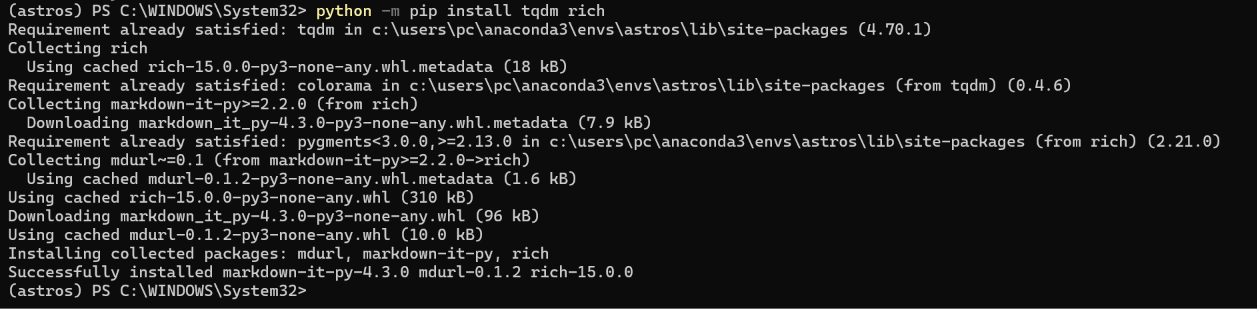 (astros) PS C:\WINDOWS\System32> python -m pip install tqdm rich
Requirement already satisfied: tqdm in c:\users\pc\anaconda3\envs\astros\lib\site-packages (4.70.1)
Collecting rich
  Using cached rich-15.0.0-py3-none-any.whl.metadata (18 kB)
Requirement already satisfied: colorama in c:\users\pc\anaconda3\envs\astros\lib\site-packages (from tqdm) (0.4.6)
Collecting markdown-it-py>=2.2.0 (from rich)
  Downloading markdown_it_py-4.3.0-py3-none-any.whl.metadata (7.9 kB)
Requirement already satisfied: pygments<3.0.0,>=2.13.0 in c:\users\pc\anaconda3\envs\astros\lib\site-packages (from rich) (2.21.0)
Collecting mdurl~=0.1 (from markdown-it-py>=2.2.0->rich)
  Using cached mdurl-0.1.2-py3-none-any.whl.metadata (1.6 kB)
Using cached rich-15.0.0-py3-none-any.whl (310 kB)
Downloading markdown_it_py-4.3.0-py3-none-any.whl (96 kB)
Using cached mdurl-0.1.2-py3-none-any.whl (10.0 kB)
Installing collected packages: mdurl, markdown-it-py, rich
Successfully installed markdown-it-py-4.3.0 mdurl-0.1.2 rich-15.0.0
(astros) PS C:\WINDOWS\System32>